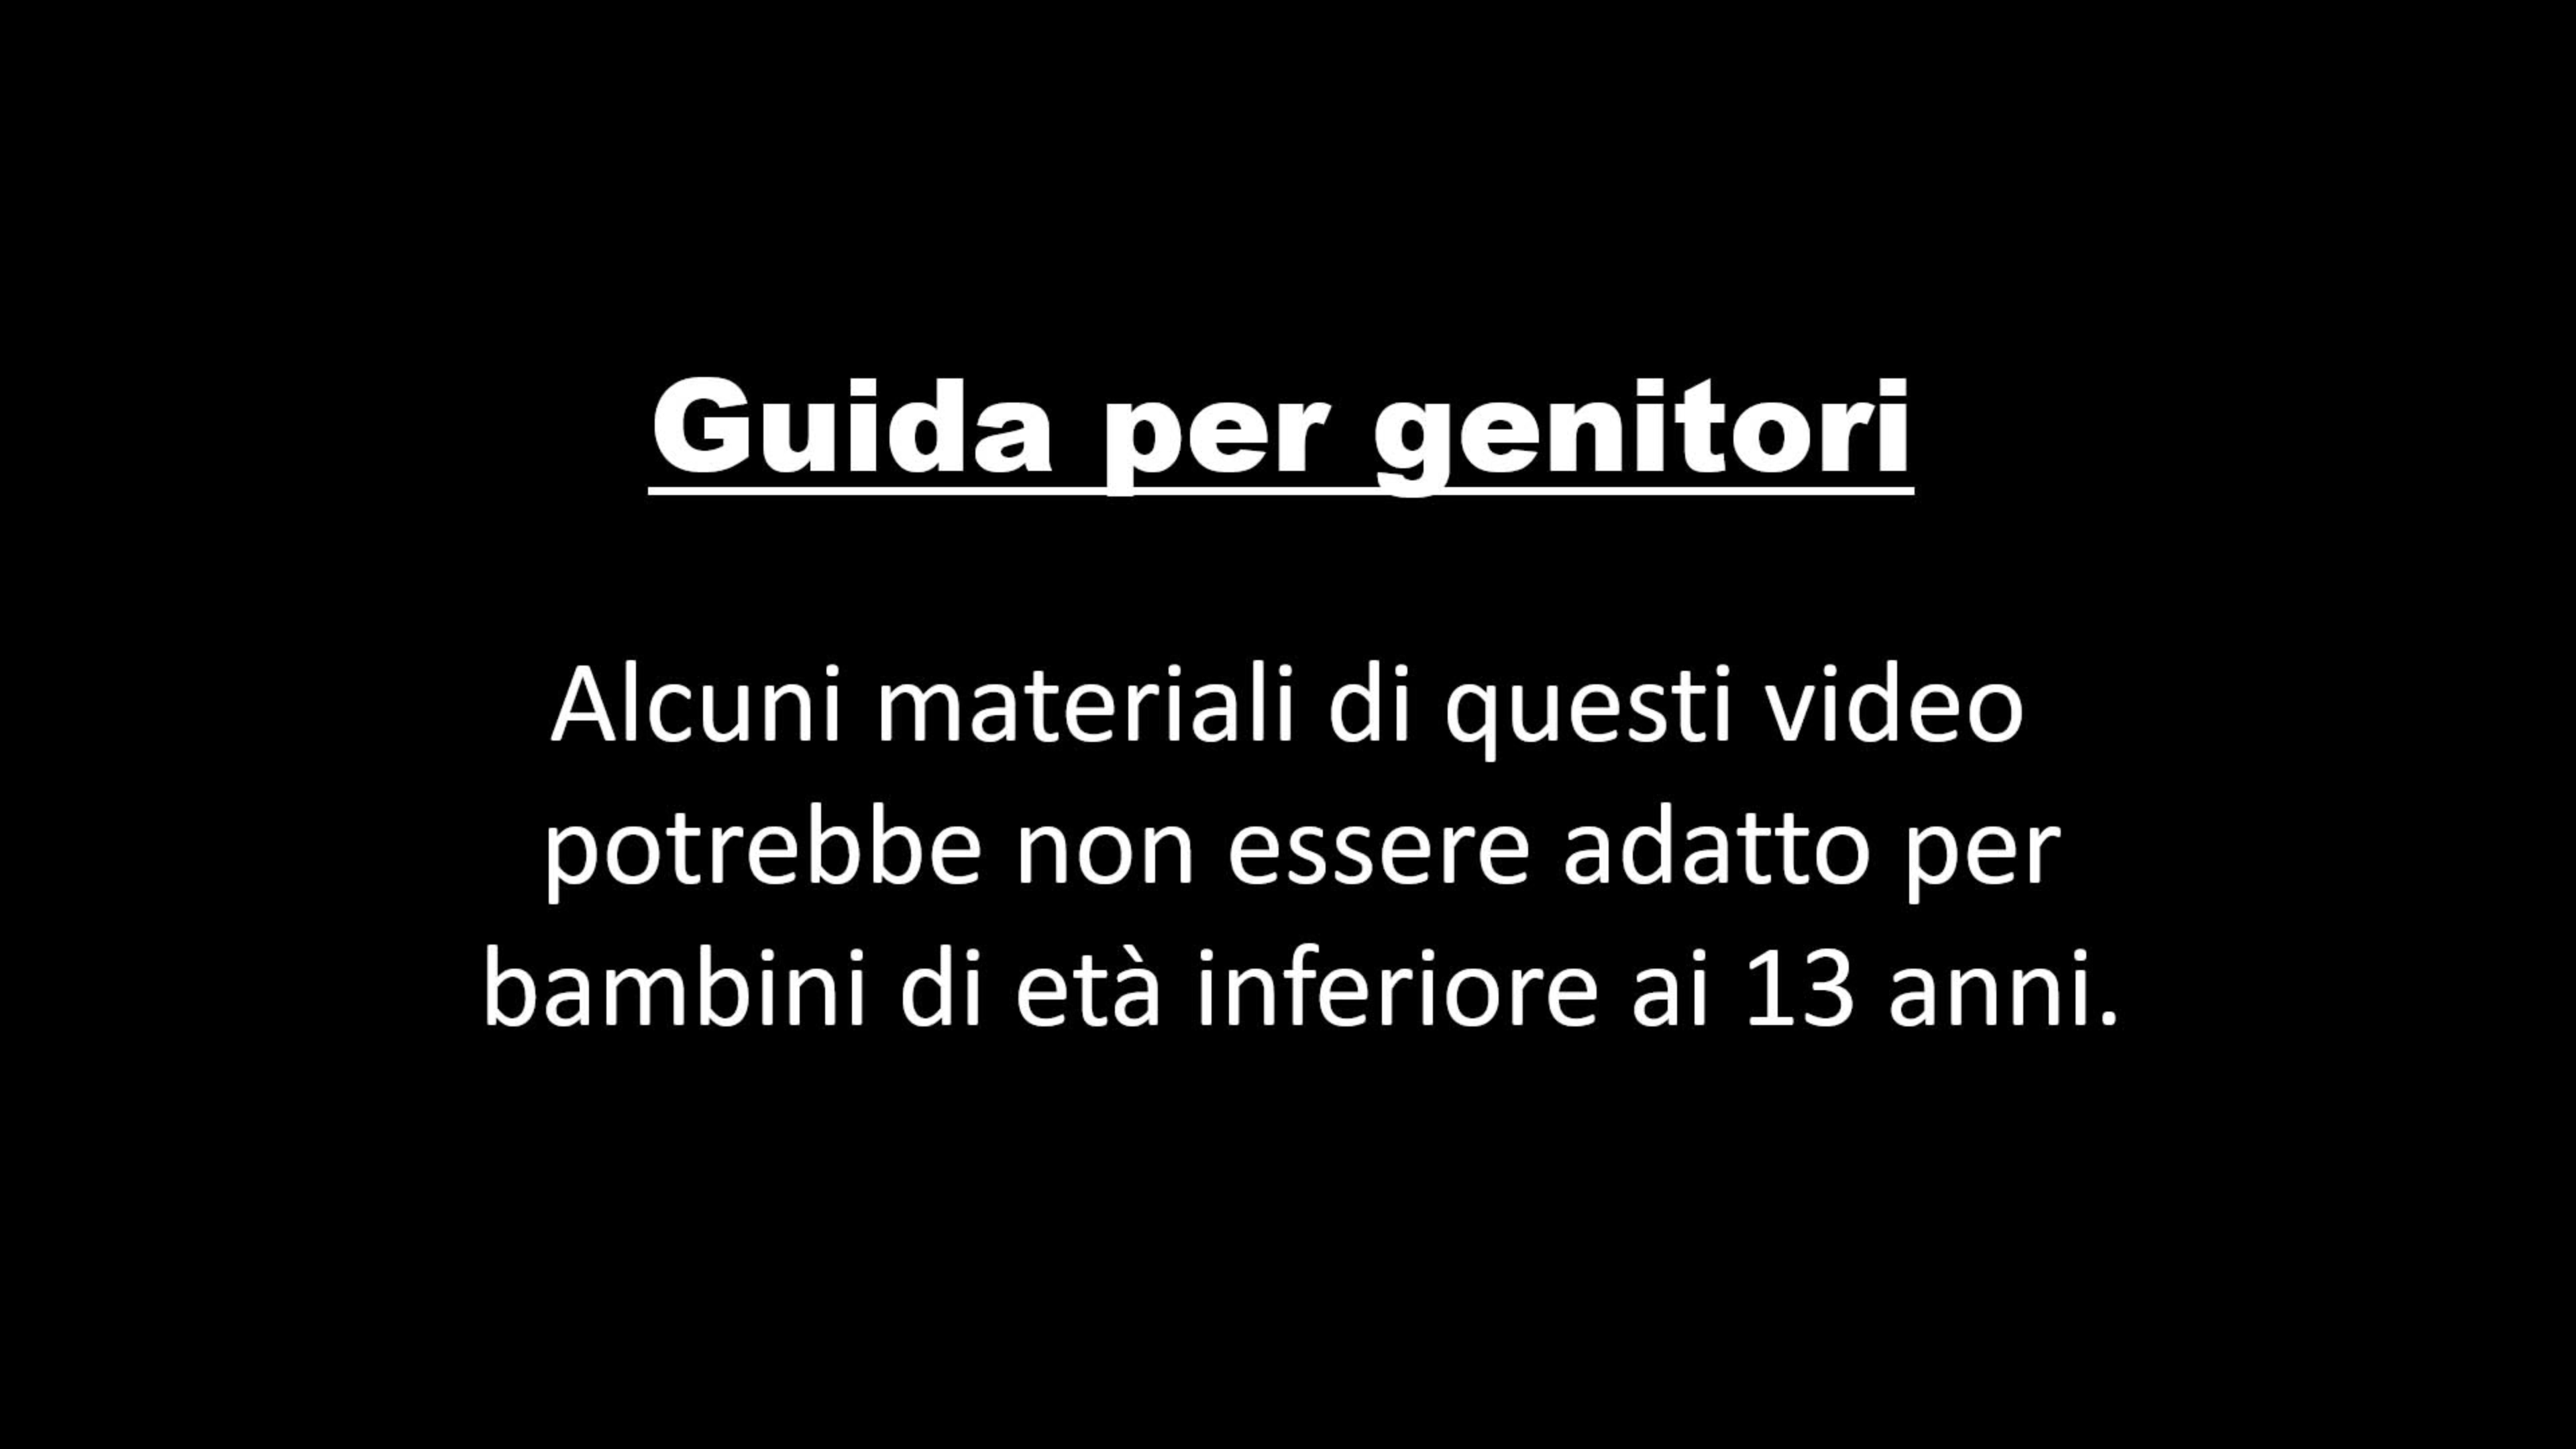 Guida per genitori
Alcuni materiali di questi video
potrebbe non essere adatto per
bambini di età inferiore ai 13 anni.